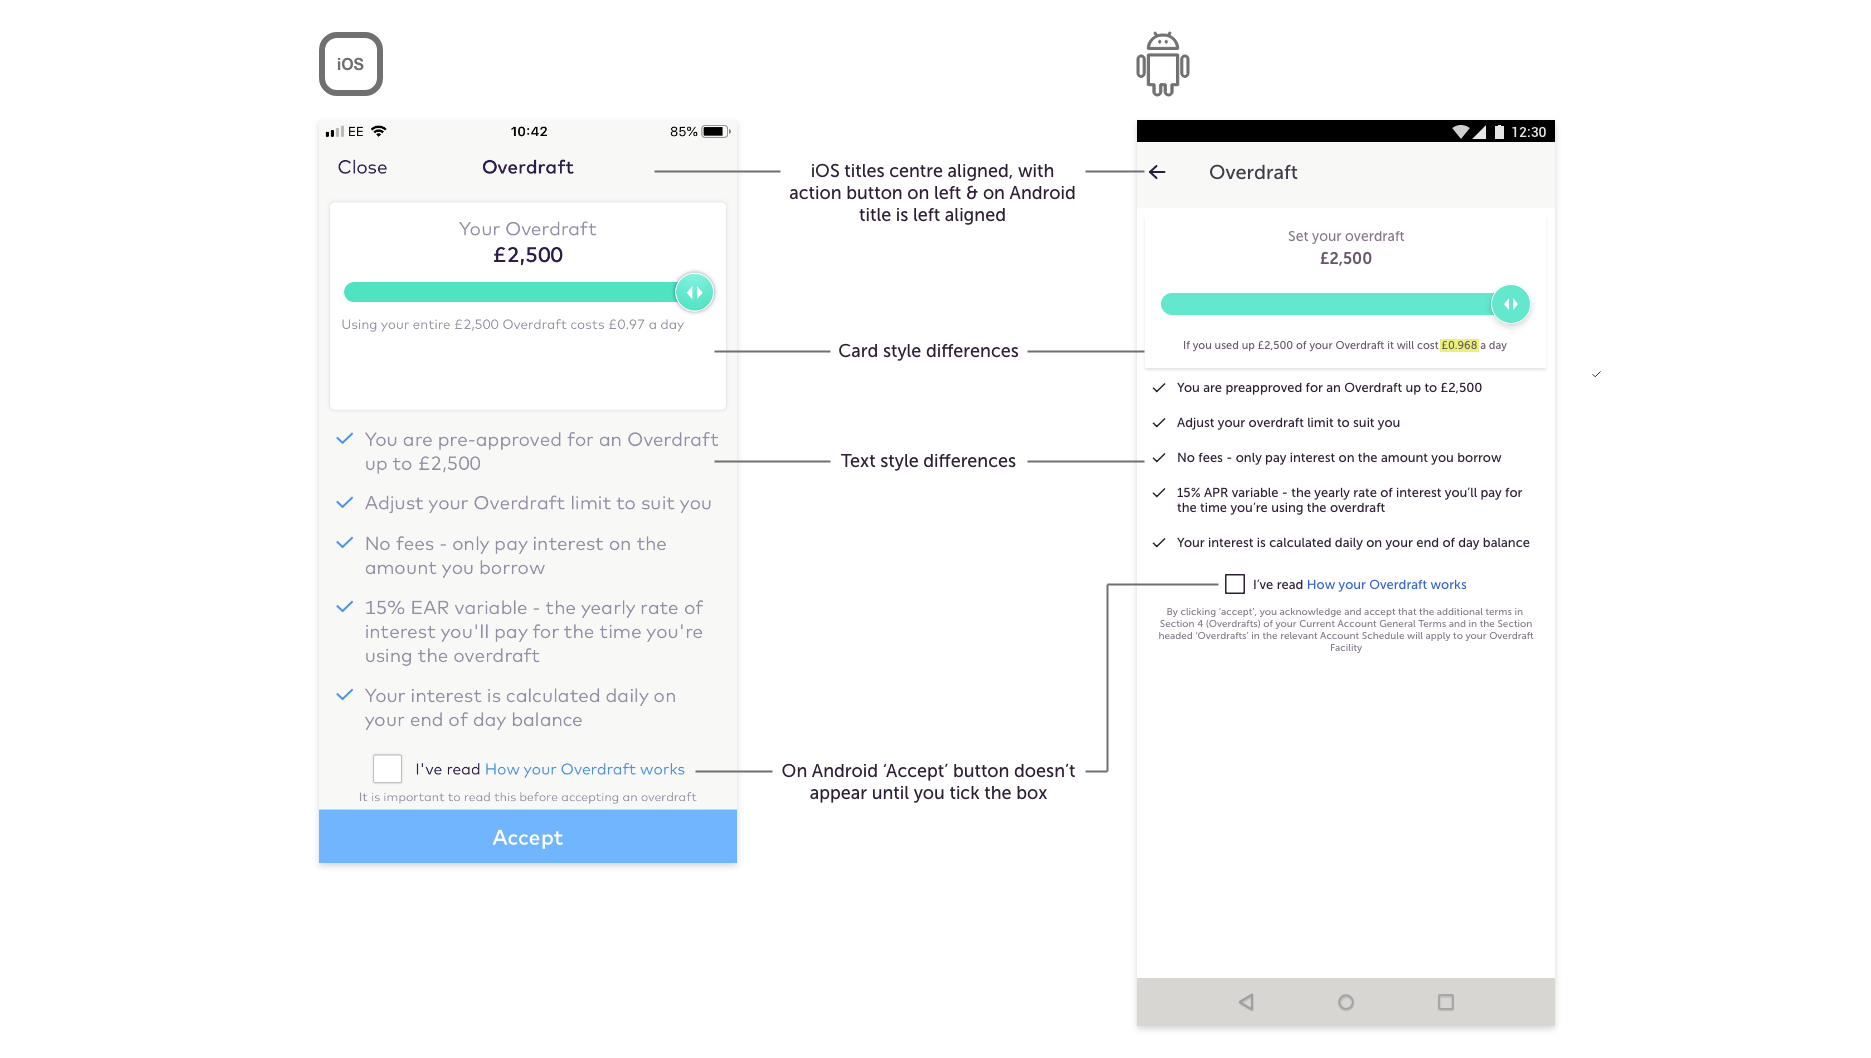 iOS
EE
10:42
85%
Close
Overdraft
Your Overdraft
£2,500
Using your entire £2,500 Overdraft costs £0.97 a day
You are pre-approved for an Overdraft
up to £2,500
Adjust your Overdraft limit to suit you
No fees - only pay interest on the
amount you borrow
15% EAR variable - the yearly rate of
interest you'll pay for the time you're
using the overdraft
Your interest is calculated daily on
your end of day balance
I've read How your Overdraft works
It is important to read this before accepting an overdraft
Accept
iOS titles centre aligned, with
action button on left & on Android
title is left aligned
Card style differences
Text style differences
On Android ‘Accept’ button doesn’t
appear until you tick the box
12:30
Overdraft
Set your overdraft
£2,500
If you used up £2,500 of your Overdraft it will cost £0.968 a day
You are preapproved for an Overdraft up to £2,500
Adjust your overdraft limit to suit you
No fees - only pay interest on the amount you borrow
15% APR variable - the yearly rate of interest you’ll pay for
the time you’re using the overdraft
Your interest is calculated daily on your end of day balance
I’ve read How your Overdraft works
By clicking ‘accept’, you acknowledge and accept that the additional terms in
Section 4 (Overdrafts) of your Current Account General Terms and in the Section
headed ‘Overdrafts’ in the relevant Account Schedule will apply to your Overdraft
Facility